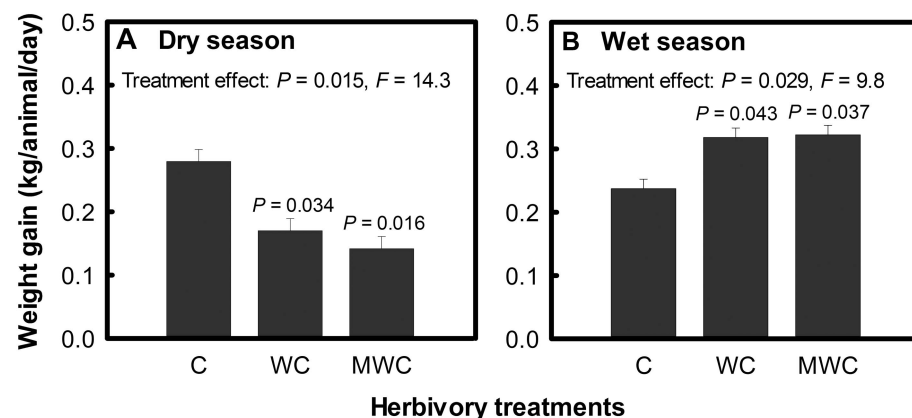 Weight gain (kg/animal/day)
0.5
0.4
0.3
0.2
0.1
0.0
A Dry season
Treatment effect: P = 0.015, F = 14.3
P = 0.034
P = 0.016
C WC MWC
0.5
0.4
0.3
0.2
0.1
0.0
B Wet season
Treatment effect: P = 0.029, F = 9.8
P = 0.043 P = 0.037
C WC MWC
Herbivory treatments